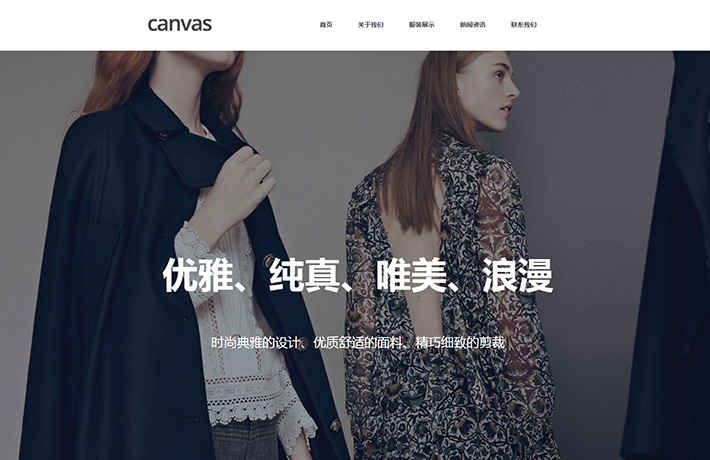 canvas
首页 关于我们 服装展示 新闻资讯 联系我们
优雅、纯真、唯美、浪漫
时尚典雅的设计、优质舒适的面料、精巧细致的剪裁